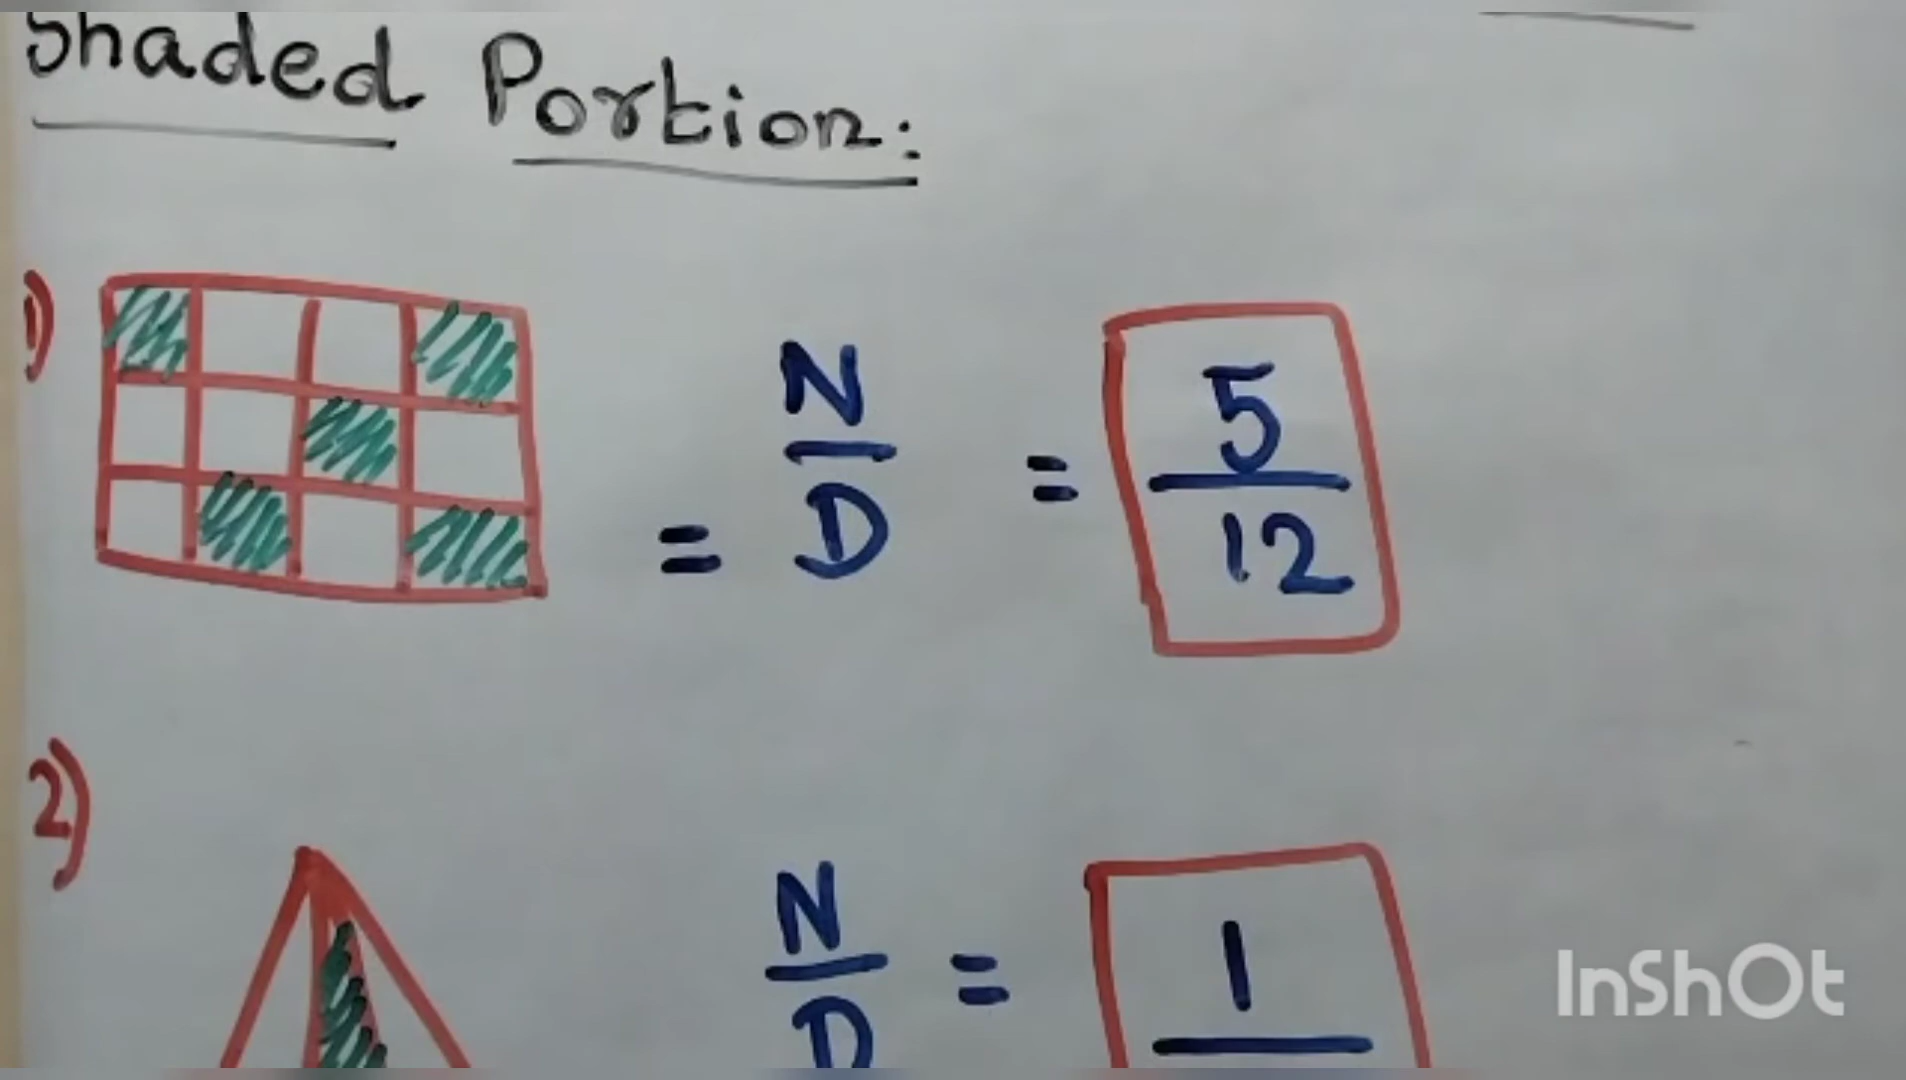 Shaded Portion:
1)
= N/D = 5/12
2)
N/D = 1
InShOt